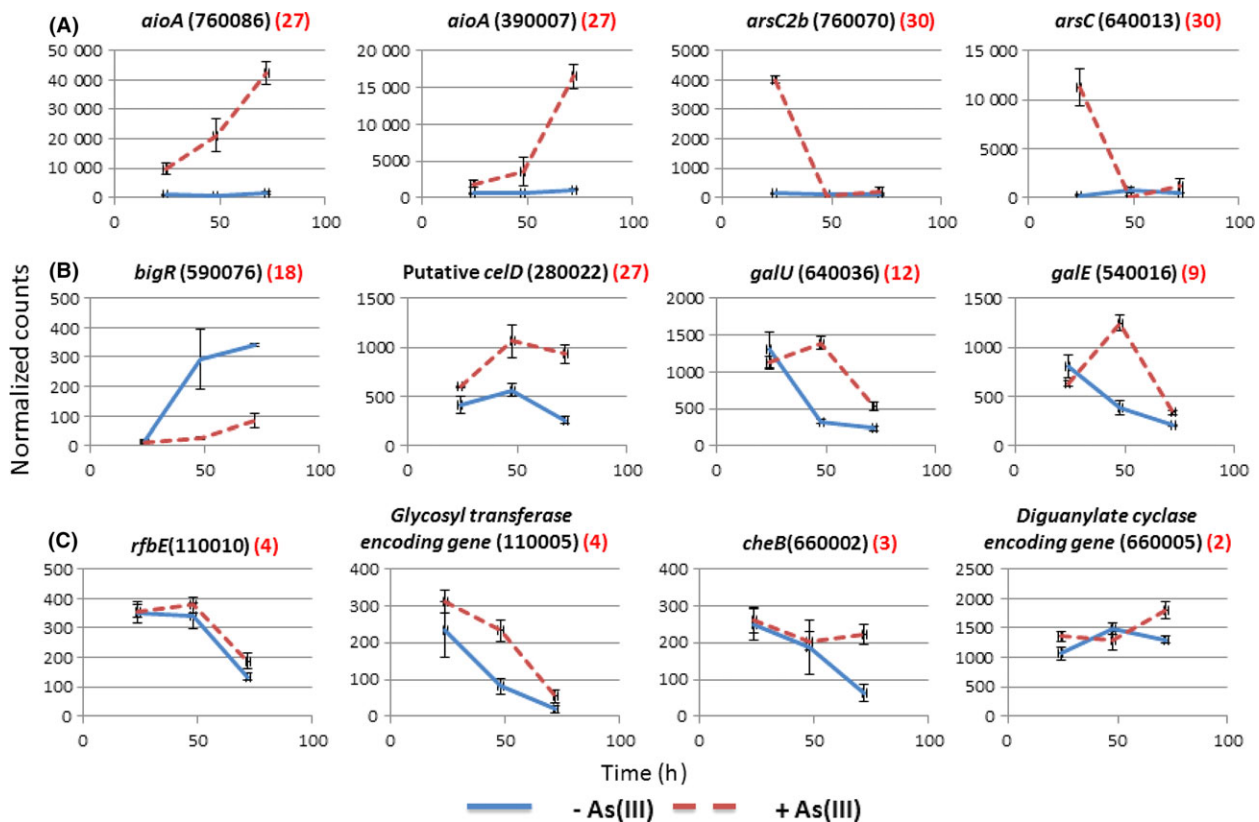 (A) aioA (760086) (27) aioA (390007) (27) arsC2b (760070) (30) arsC (640013) (30)
50 000 20 000 5000 15 000
40 000 15 000 4000
30 000 10 000 3000 10 000
20 000 2000
10 000 5000 1000 5000
0 0 0 0
0 50 100 0 50 100 0 50 100 0 50 100
Normalized counts
(B) bigR (590076) (18) Putative celD (280022) (27) galU (640036) (12) galE (540016) (9)
500 1500 2000 1500
400 1500
300 1000 1000
200 1000
100 500 500 500
0 0 0 0
0 50 100 0 50 100 0 50 100 0 50 100
Glycosyl transferase Diguanylate cyclase
(C) rfbE(110010) (4) encoding gene (110005) (4) cheB(660002) (3) encoding gene (660005) (2)
500 400 400 2500
400 300 300 2000
300 1500
200 200 200 1000
100 100 100 500
0 0 0 0
0 50 100 0 50 100 0 50 100 0 50 100
Time (h)
- As(III) + As(III)